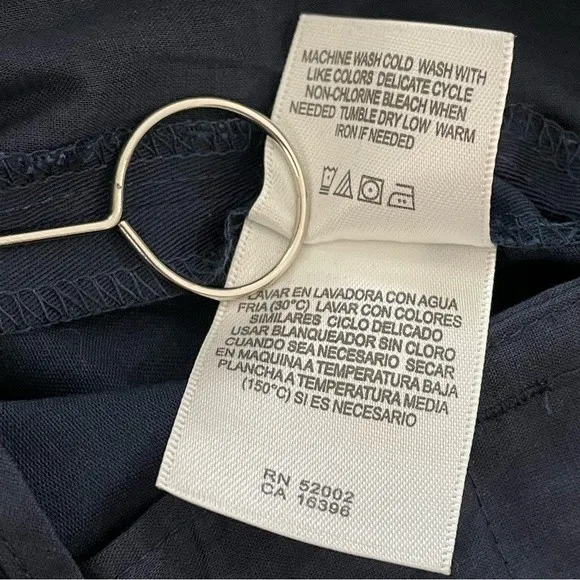 MACHINE WASH COLD WASH WITH
LIKE COLORS DELICATE CYCLE
NON-CHLORINE BLEACH WHEN
NEEDED TUMBLE DRY LOW WARM
IRON IF NEEDED
LAVAR EN LAVADORA CON AGUA
FRIA (30°C) LAVAR CON COLORES
SIMILARES CICLO DELICADO
USAR BLANQUEADOR SIN CLORO
CUANDO SEA NECESARIO SECAR
EN MAQUINA A TEMPERATURA BAJA
PLANCHA A TEMPERATURA MEDIA
(150°C) SI ES NECESARIO
RN 52002
CA 16396